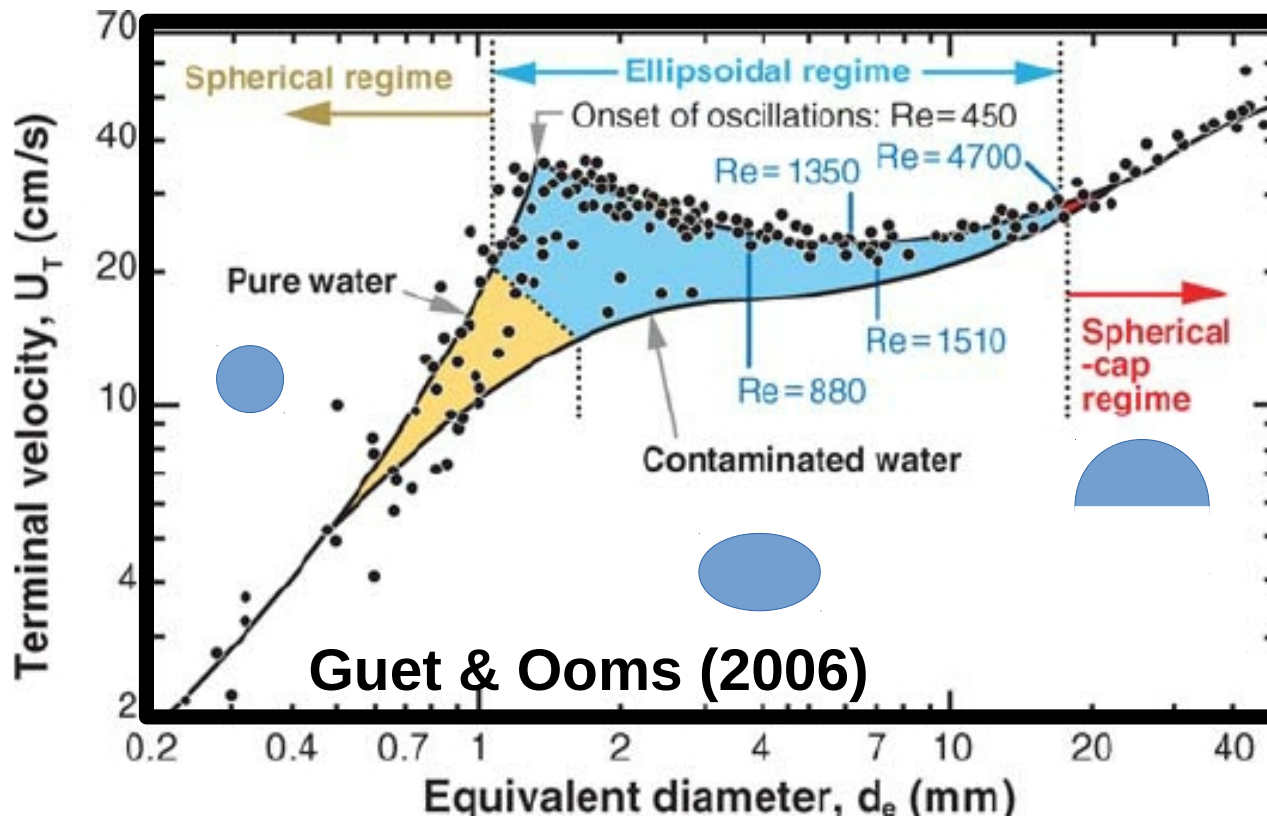 70
Spherical regime
Ellipsoidal regime
Onset of oscillations: Re=450
40
Re=1350
Re=4700
Terminal velocity, U_T (cm/s)
20
Pure water
Spherical
-cap
regime
Re=1510
10
Re=880
Contaminated water
4
Guet & Ooms (2006)
2
0.2 0.4 0.7 1 2 4 7 10 20 40
Equivalent diameter, d_e (mm)